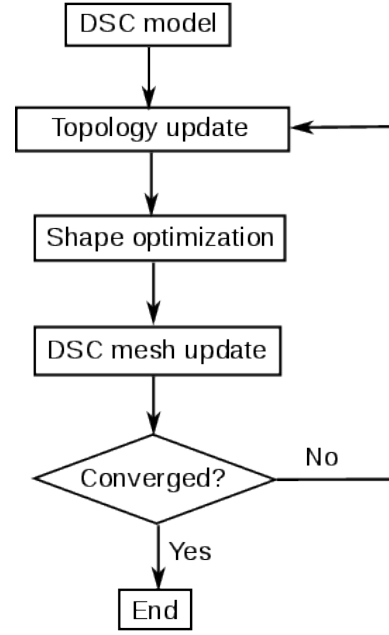 DSC model
Topology update
Shape optimization
DSC mesh update
Converged?
No
Yes
End